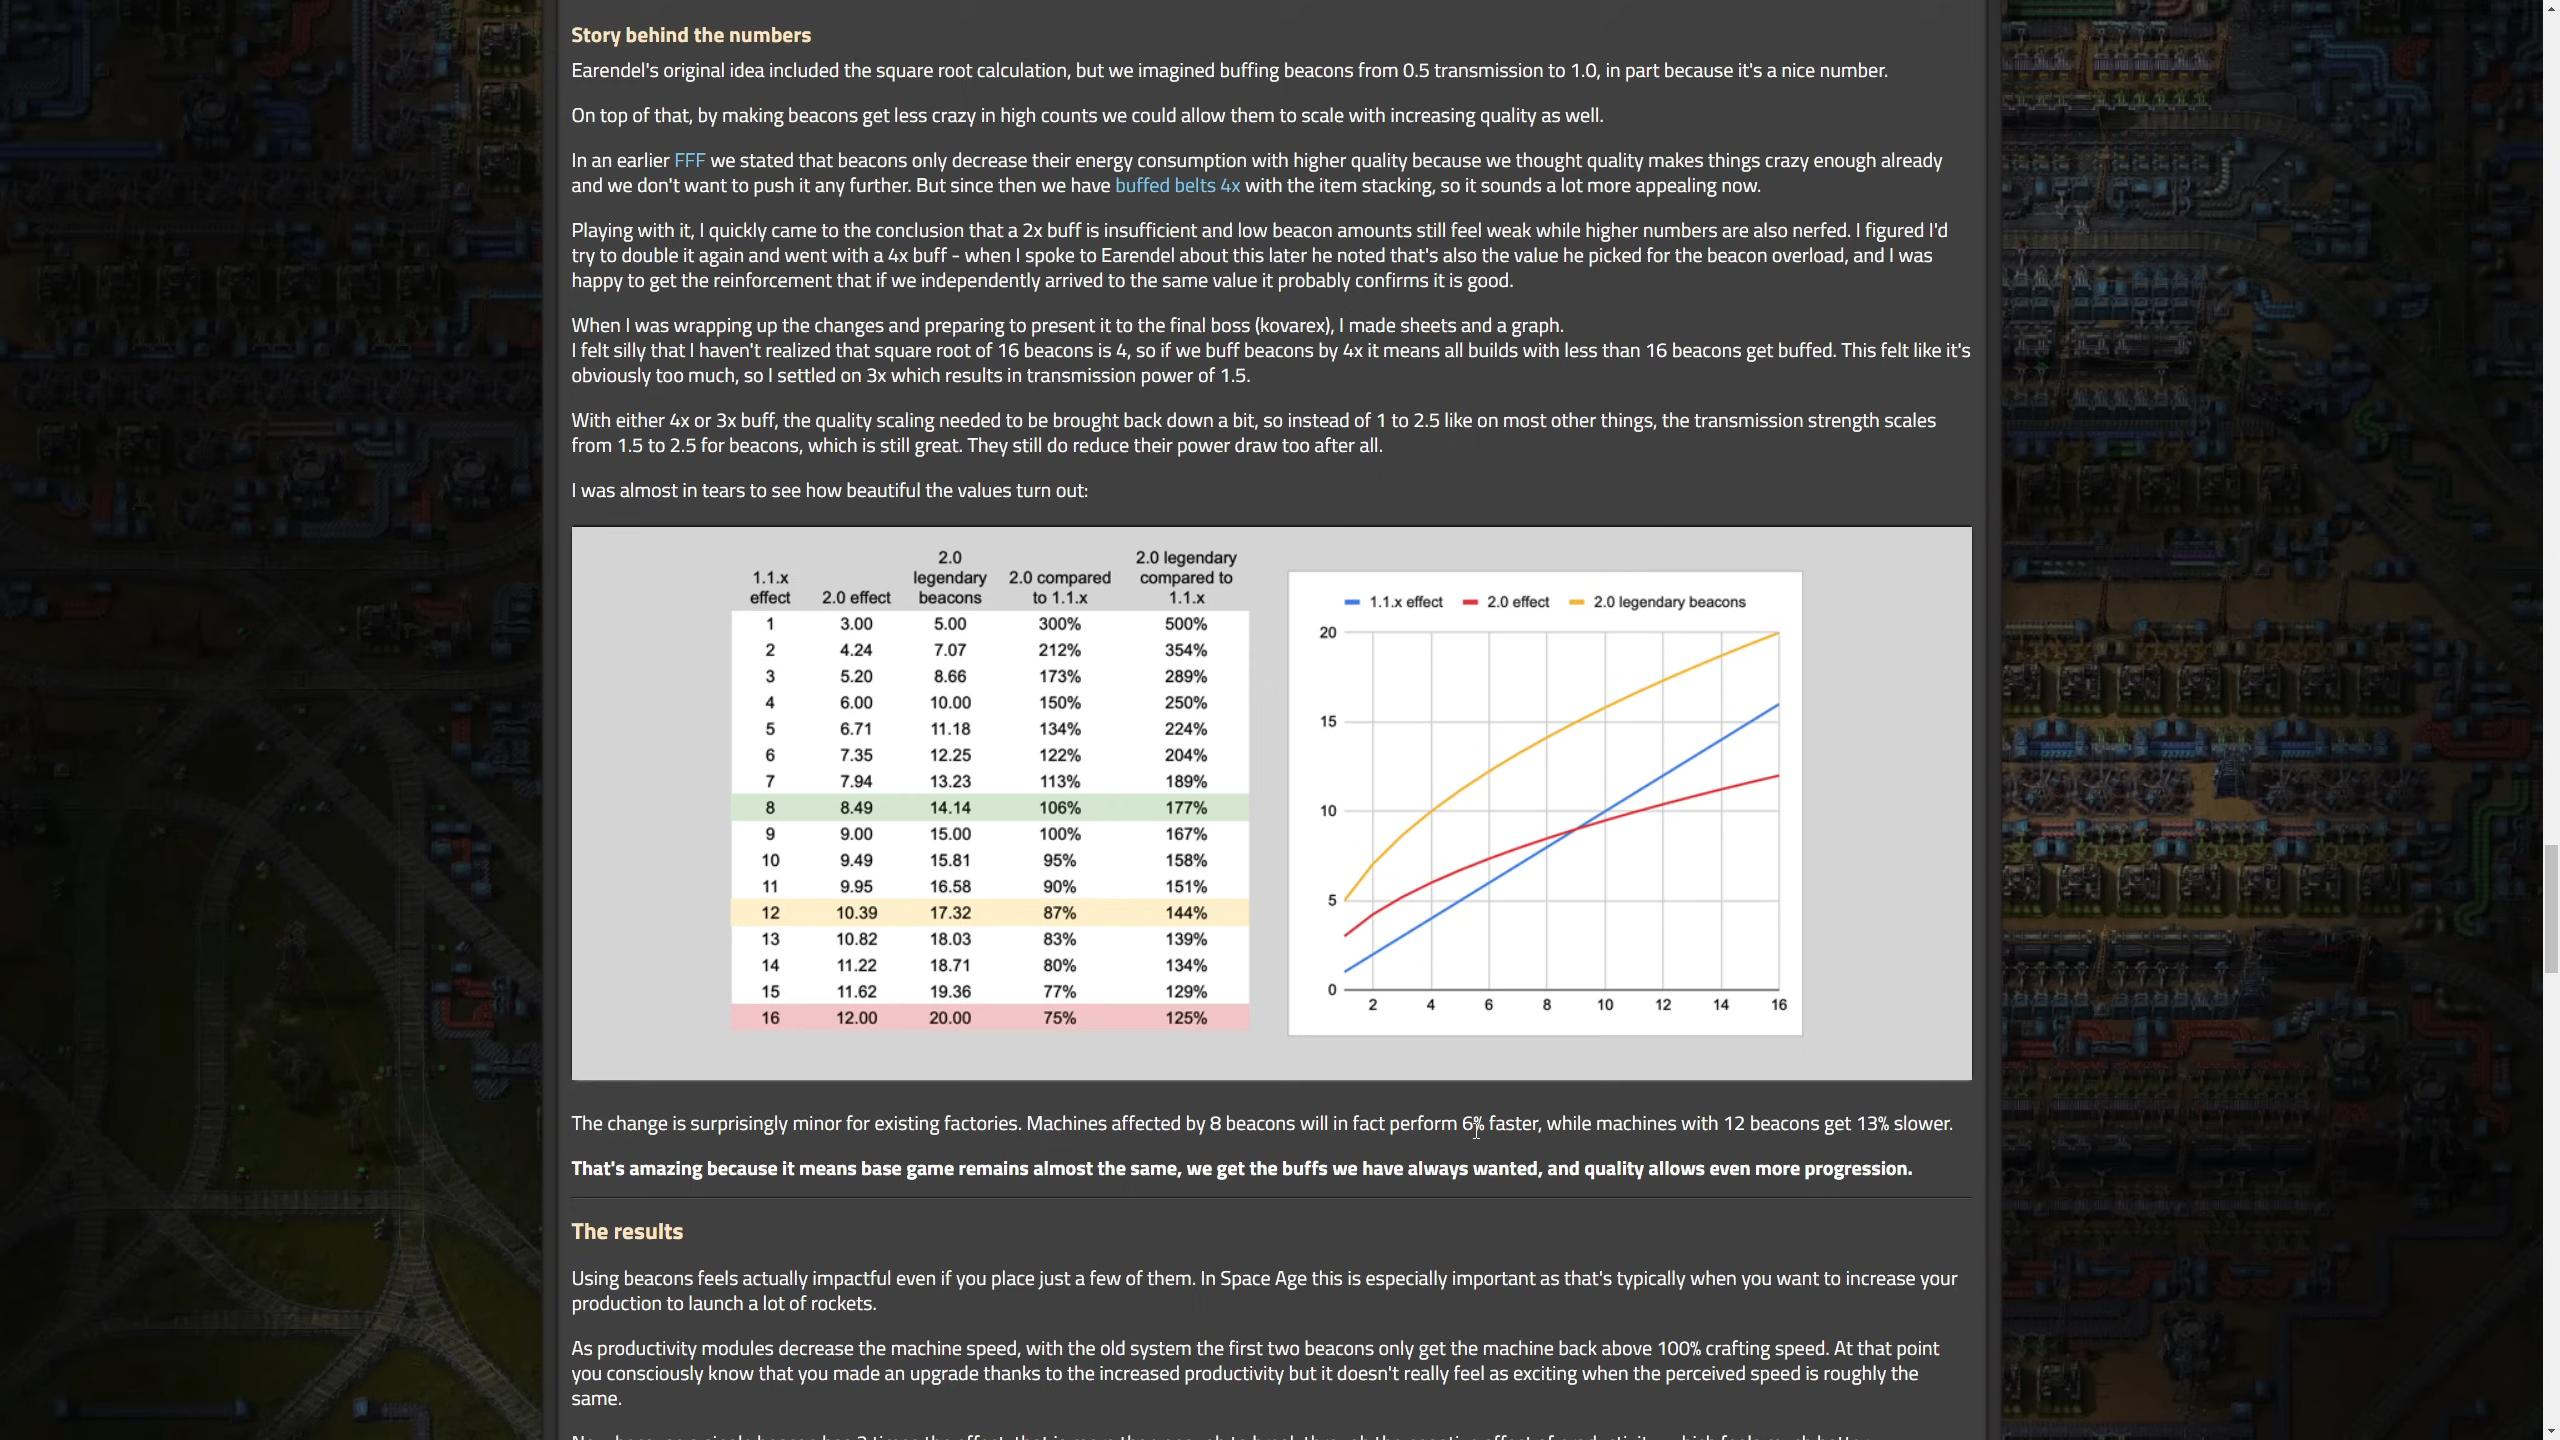 Story behind the numbers
Earendel's original idea included the square root calculation, but we imagined buffing beacons from 0.5 transmission to 1.0, in part because it's a nice number.
On top of that, by making beacons get less crazy in high counts we could allow them to scale with increasing quality as well.
In an earlier FFF we stated that beacons only decrease their energy consumption with higher quality because we thought quality makes things crazy enough already
and we don't want to push it any further. But since then we have buffed belts 4x with the item stacking, so it sounds a lot more appealing now.
Playing with it, I quickly came to the conclusion that a 2x buff is insufficient and low beacon amounts still feel weak while higher numbers are also nerfed. I figured I'd
try to double it again and went with a 4x buff - when I spoke to Earendel about this later he noted that's also the value he picked for the beacon overload, and I was
happy to get the reinforcement that if we independently arrived to the same value it probably confirms it is good.
When I was wrapping up the changes and preparing to present it to the final boss (kovarex), I made sheets and a graph.
I felt silly that I haven't realized that square root of 16 beacons is 4, so if we buff beacons by 4x it means all builds with less than 16 beacons get buffed. This felt like it's
obviously too much, so I settled on 3x which results in transmission power of 1.5.
With either 4x or 3x buff, the quality scaling needed to be brought back down a bit, so instead of 1 to 2.5 like on most other things, the transmission strength scales
from 1.5 to 2.5 for beacons, which is still great. They still do reduce their power draw too after all.
I was almost in tears to see how beautiful the values turn out:
1.1.x effect 2.0 effect 2.0 legendary beacons 2.0 compared to 1.1.x 2.0 legendary compared to 1.1.x
1 3.00 5.00 300% 500%
2 4.24 7.07 212% 354%
3 5.20 8.66 173% 289%
4 6.00 10.00 150% 250%
5 6.71 11.18 134% 224%
6 7.35 12.25 122% 204%
7 7.94 13.23 113% 189%
8 8.49 14.14 106% 177%
9 9.00 15.00 100% 167%
10 9.49 15.81 95% 158%
11 9.95 16.58 90% 151%
12 10.39 17.32 87% 144%
13 10.82 18.03 83% 139%
14 11.22 18.71 80% 134%
15 11.62 19.36 77% 129%
16 12.00 20.00 75% 125%
1.1.x effect 2.0 effect 2.0 legendary beacons
20
15
10
5
0
2 4 6 8 10 12 14 16
The change is surprisingly minor for existing factories. Machines affected by 8 beacons will in fact perform 6% faster, while machines with 12 beacons get 13% slower.
That's amazing because it means base game remains almost the same, we get the buffs we have always wanted, and quality allows even more progression.
The results
Using beacons feels actually impactful even if you place just a few of them. In Space Age this is especially important as that's typically when you want to increase your
production to launch a lot of rockets.
As productivity modules decrease the machine speed, with the old system the first two beacons only get the machine back above 100% crafting speed. At that point
you consciously know that you made an upgrade thanks to the increased productivity but it doesn't really feel as exciting when the perceived speed is roughly the
same.